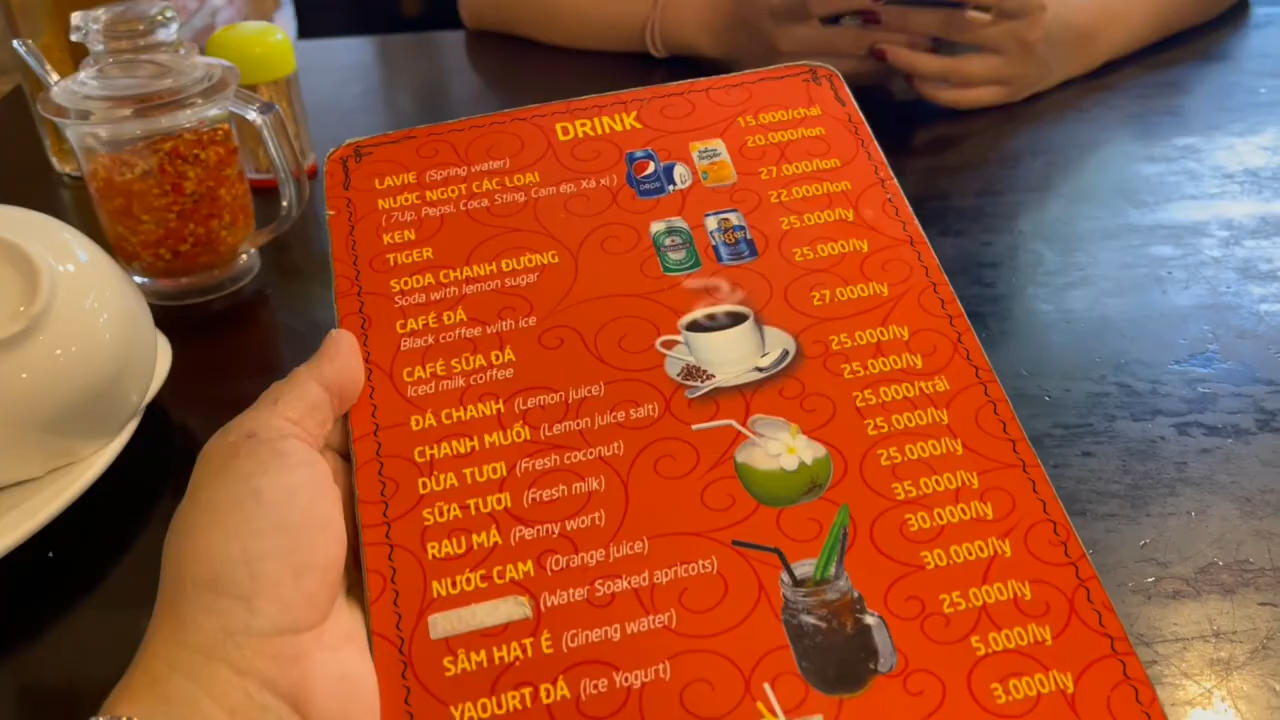 DRINK
LAVIE (Spring water)
15.000/chai
NƯỚC NGỌT CÁC LOẠI
20.000/lon
( 7Up, Pepsi, Coca, Sting, Cam ép, Xá xị )
KEN
27.000/lon
TIGER
22.000/lon
SODA CHANH ĐƯỜNG
25.000/ly
Soda with lemon sugar
CAFÉ ĐÁ
25.000/ly
Black coffee with ice
CAFÉ SỮA ĐÁ
27.000/ly
Iced milk coffee
ĐÁ CHANH (Lemon juice)
25.000/ly
CHANH MUỐI (Lemon juice salt)
25.000/ly
DỪA TƯƠI (Fresh coconut)
25.000/trái
SỮA TƯƠI (Fresh milk)
25.000/ly
RAU MÁ (Penny wort)
25.000/ly
NƯỚC CAM (Orange juice)
35.000/ly
(Water Soaked apricots)
30.000/ly
SÂM HẠT É (Gineng water)
30.000/ly
YAOURT ĐÁ (Ice Yogurt)
25.000/ly
5.000/ly
3.000/ly
pepsi
Twister
Heineken
Tiger